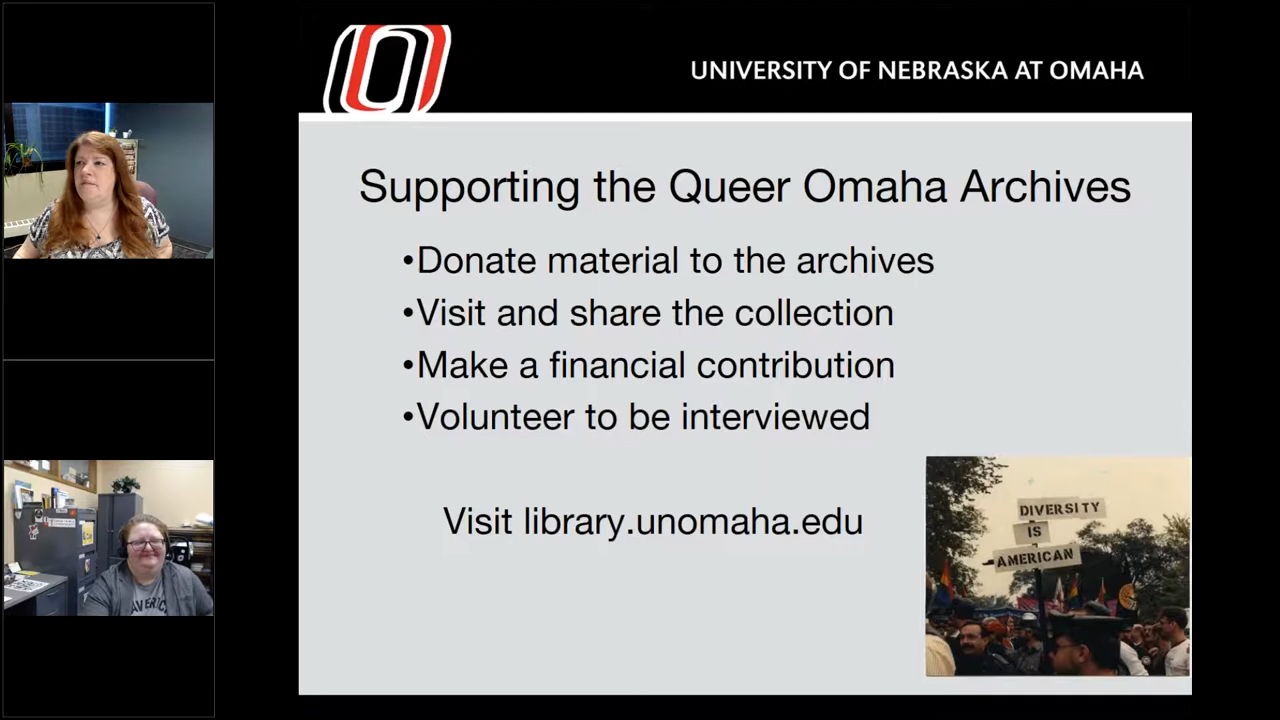 UNIVERSITY OF NEBRASKA AT OMAHA
Supporting the Queer Omaha Archives
•Donate material to the archives
•Visit and share the collection
•Make a financial contribution
•Volunteer to be interviewed
Visit library.unomaha.edu
DIVERSITY
IS
AMERICAN